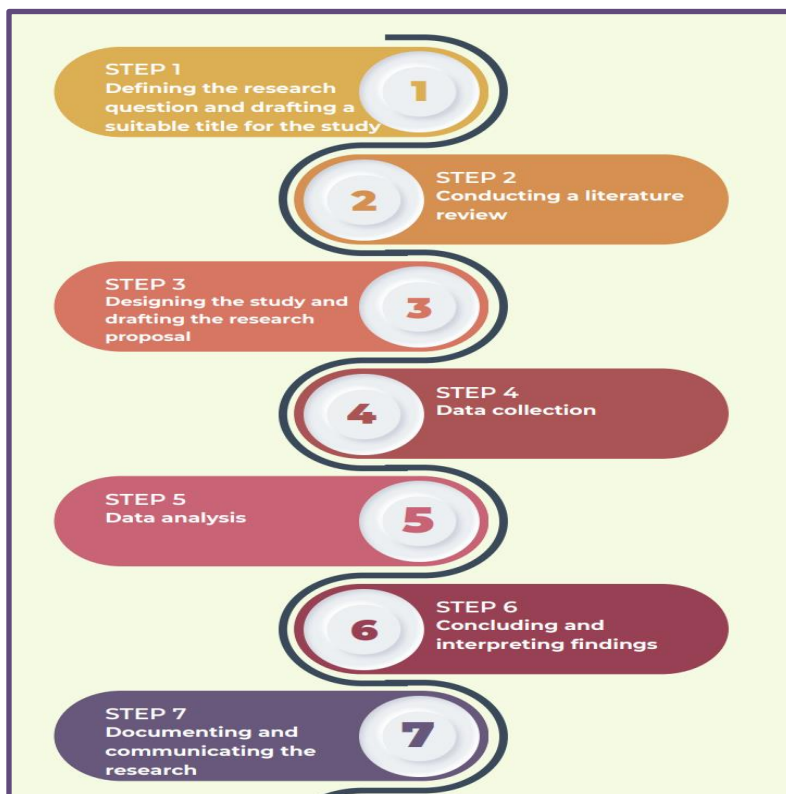 STEP 1
Defining the research
question and drafting a
suitable title for the study
1
2
STEP 2
Conducting a literature
review
STEP 3
Designing the study and
drafting the research
proposal
3
4
STEP 4
Data collection
STEP 5
Data analysis
5
6
STEP 6
Concluding and
interpreting findings
STEP 7
Documenting and
communicating the
research
7